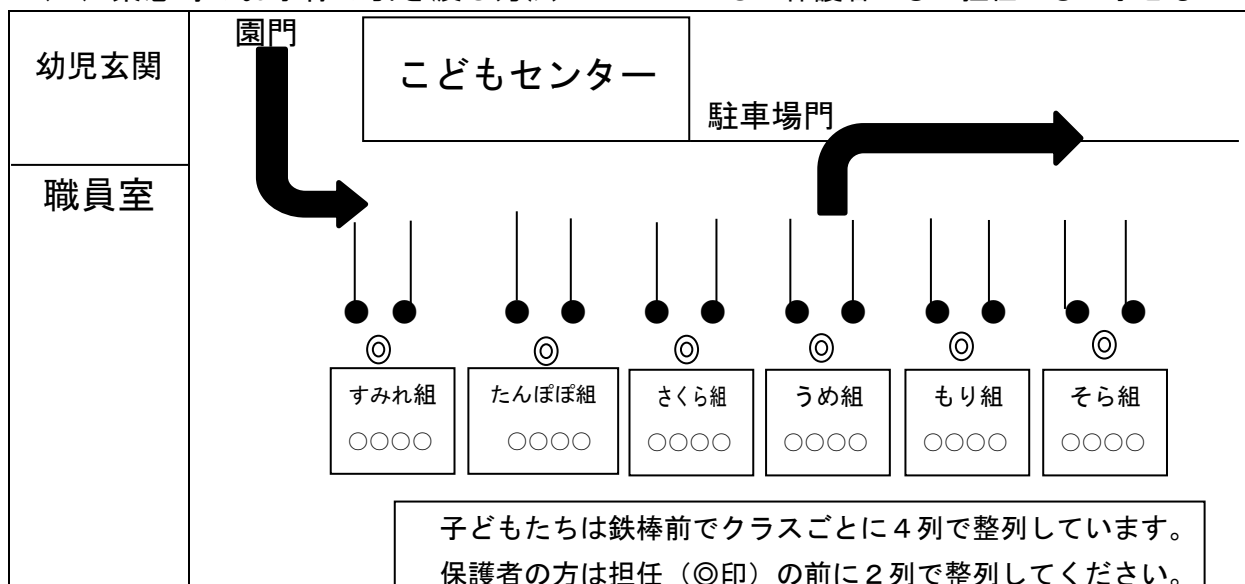 園門
幼児玄関
こどもセンター
駐車場門
職員室
◎ ◎ ◎ ◎ ◎ ◎
すみれ組 たんぽぽ組 さくら組 うめ組 もり組 そら組
○○○○ ○○○○ ○○○○ ○○○○ ○○○○ ○○○○
子どもたちは鉄棒前でクラスごとに４列で整列しています。
保護者の方は担任（◎印）の前に２列で整列してください。